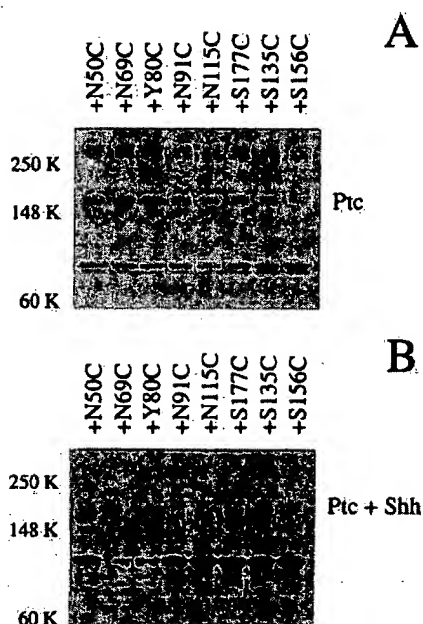 A
+N50C +N69C +Y80C +N91C +N115C +S177C +S135C +S156C
250 K
148 K
Ptc
60 K
B
+N50C +N69C +Y80C +N91C +N115C +S177C +S135C +S156C
250 K
148 K
Ptc + Shh
60 K